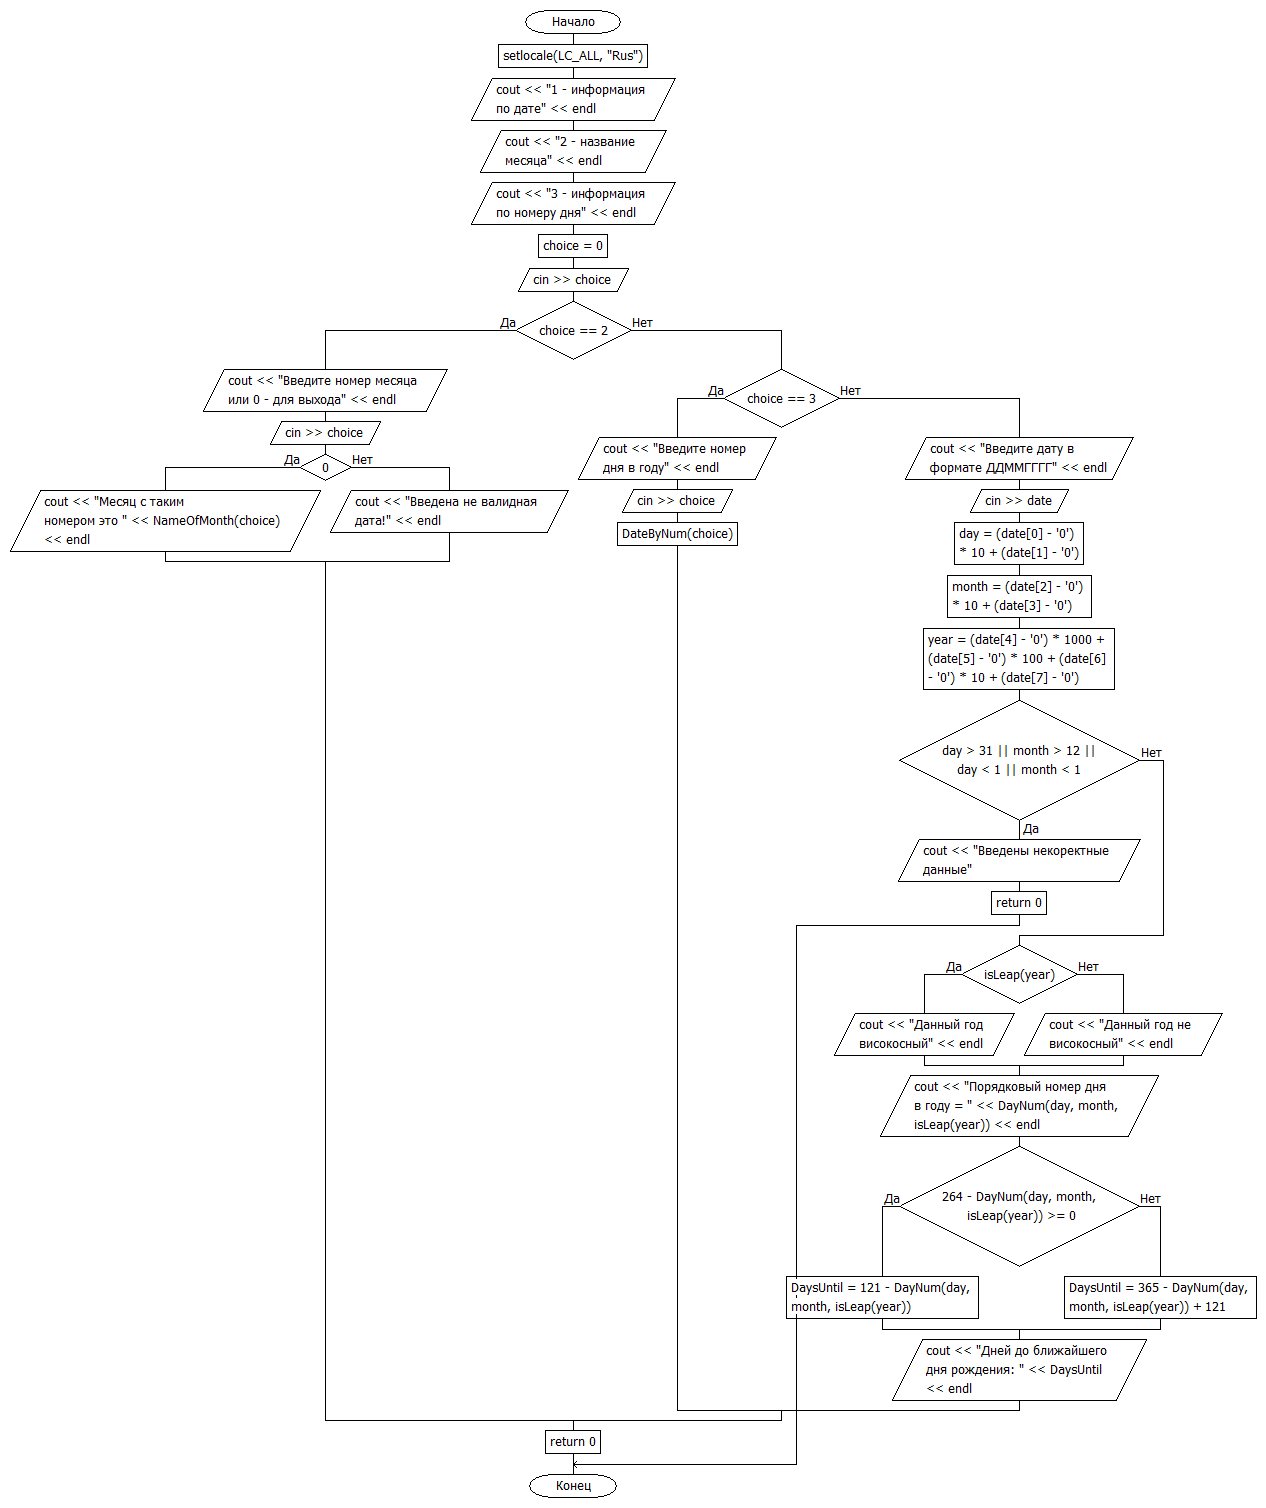 Начало
setlocale(LC_ALL, "Rus")
cout << "1 - информация
по дате" << endl
cout << "2 - название
месяца" << endl
cout << "3 - информация
по номеру дня" << endl
choice = 0
cin >> choice
Да
choice == 2
Нет
cout << "Введите номер месяца
или 0 - для выхода" << endl
cin >> choice
Да
0
Нет
cout << "Месяц с таким
номером это " << NameOfMonth(choice)
<< endl
cout << "Введена не валидная
дата!" << endl
Да
choice == 3
Нет
cout << "Введите номер
дня в году" << endl
cin >> choice
DateByNum(choice)
cout << "Введите дату в
формате ДДММГГГГ" << endl
cin >> date
day = (date[0] - '0')
* 10 + (date[1] - '0')
month = (date[2] - '0')
* 10 + (date[3] - '0')
year = (date[4] - '0') * 1000 +
(date[5] - '0') * 100 + (date[6]
- '0') * 10 + (date[7] - '0')
day > 31 || month > 12 ||
day < 1 || month < 1
Нет
Да
cout << "Введены некоректные
данные"
return 0
Да
isLeap(year)
Нет
cout << "Данный год
високосный" << endl
cout << "Данный год не
високосный" << endl
cout << "Порядковый номер дня
в году = " << DayNum(day, month,
isLeap(year)) << endl
Да
264 - DayNum(day, month,
isLeap(year)) >= 0
Нет
DaysUntil = 121 - DayNum(day,
month, isLeap(year))
DaysUntil = 365 - DayNum(day,
month, isLeap(year)) + 121
cout << "Дней до ближайшего
дня рождения: " << DaysUntil
<< endl
return 0
Конец